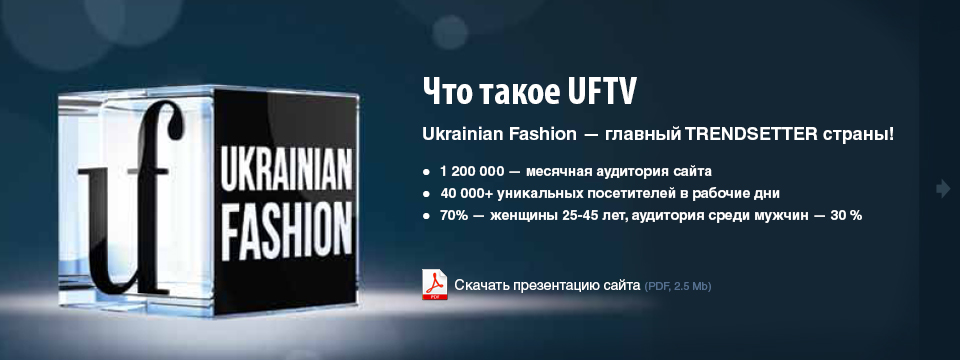 uf
UKRAINIAN
FASHION
Что такое UFTV
Ukrainian Fashion — главный TRENDSETTER страны!
● 1 200 000 — месячная аудитория сайта
● 40 000+ уникальных посетителей в рабочие дни
● 70% — женщины 25-45 лет, аудитория среди мужчин — 30 %
PDF
Скачать презентацию сайта (PDF, 2.5 Mb)